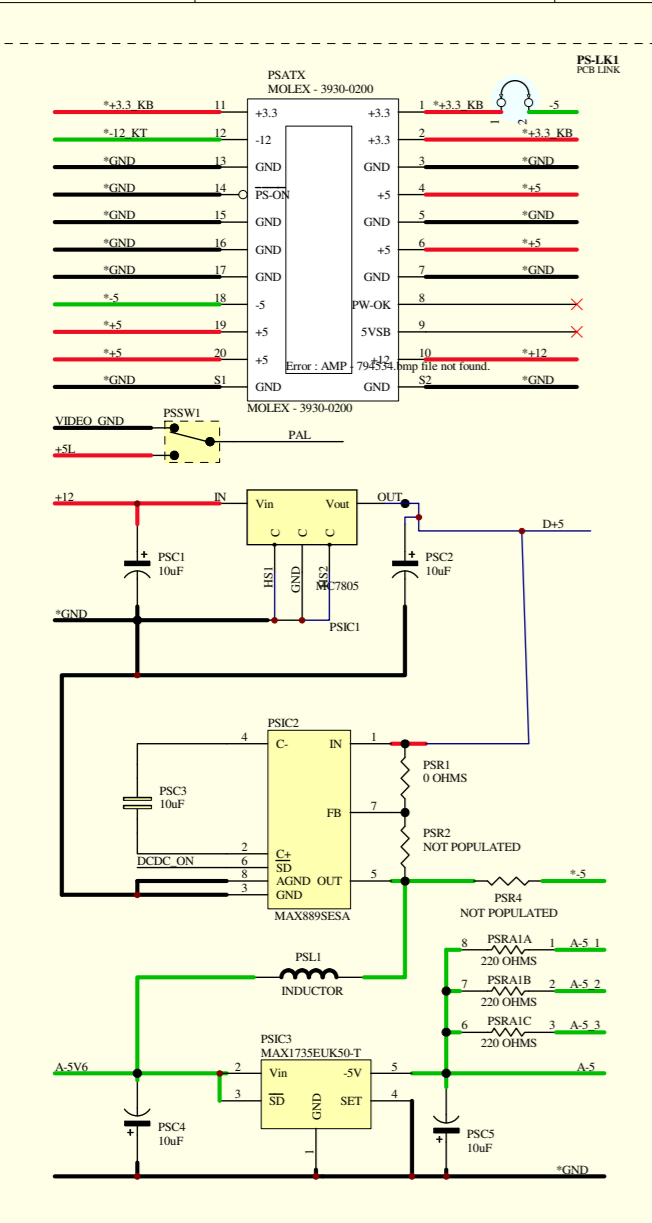 PS-LK1
PCB LINK
PSATX
MOLEX - 3930-0200
*+3.3_KB 11 +3.3 +3.3 1 *+3.3_KB 1 2 -5
*-12_KT 12 -12 +3.3 2 *+3.3_KB
*GND 13 GND GND 3 *GND
*GND 14 PS-ON +5 4 *+5
*GND 15 GND GND 5 *GND
*GND 16 GND +5 6 *+5
*GND 17 GND GND 7 *GND
*-5 18 -5 PW-OK 8
*+5 19 +5 5VSB 9
*+5 20 +5 +12 10 *+12
Error : AMP - 794534.bmp file not found.
*GND S1 GND GND S2 *GND
MOLEX - 3930-0200
PSSW1
VIDEO_GND
PAL
+5L
+12 IN Vin Vout OUT
D+5
C C C
PSC1
10uF
HS1 GND HS2
MC7805
PSC2
10uF
*GND
PSIC1
PSIC2
4 C- IN 1
PSR1
0 OHMS
PSC3
10uF
FB 7
PSR2
NOT POPULATED
2 C+
DCDC_ON 6 SD
8 AGND OUT 5 *-5
3 GND
PSR4
NOT POPULATED
MAX889SESA
8 PSRA1A 1 A-5_1
220 OHMS
PSL1
INDUCTOR
7 PSRA1B 2 A-5_2
220 OHMS
6 PSRA1C 3 A-5_3
220 OHMS
PSIC3
MAX1735EUK50-T
A-5V6 2 Vin -5V 5 A-5
3 SD GND SET 4
PSC4
10uF
1
PSC5
10uF
*GND